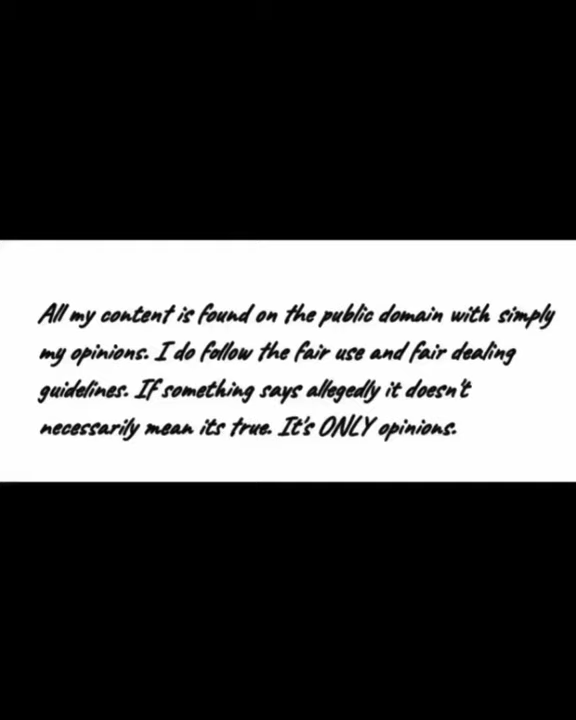 All my content is found on the public domain with simply
my opinions. I do follow the fair use and fair dealing
guidelines. If something says allegedly it doesn't
necessarily mean its true. It's ONLY opinions.